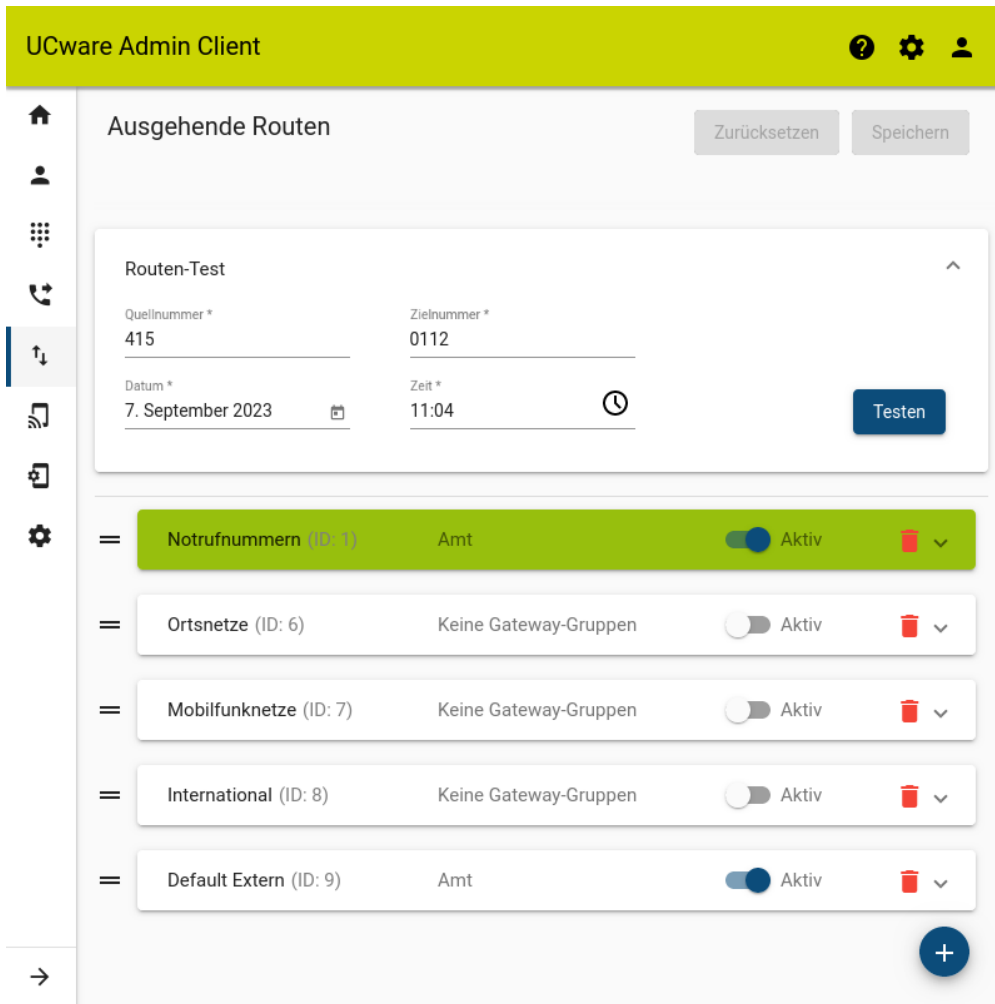 UCware Admin Client
Ausgehende Routen
Zurücksetzen
Speichern
Routen-Test
Quellnummer *
Zielnummer *
415
0112
Datum *
Zeit *
7. September 2023
11:04
Testen
Notrufnummern (ID: 1) Amt Aktiv
Ortsnetze (ID: 6) Keine Gateway-Gruppen Aktiv
Mobilfunknetze (ID: 7) Keine Gateway-Gruppen Aktiv
International (ID: 8) Keine Gateway-Gruppen Aktiv
Default Extern (ID: 9) Amt Aktiv